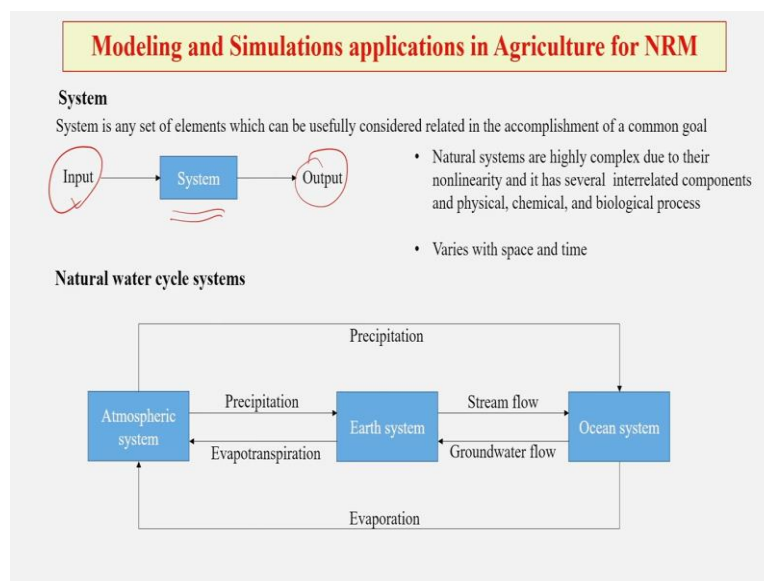 Modeling and Simulations applications in Agriculture for NRM
System
System is any set of elements which can be usefully considered related in the accomplishment of a common goal
Input
System
Output
• Natural systems are highly complex due to their
nonlinearity and it has several interrelated components
and physical, chemical, and biological process
• Varies with space and time
Natural water cycle systems
Precipitation
Atmospheric
system
Precipitation
Evapotranspiration
Earth system
Stream flow
Groundwater flow
Ocean system
Evaporation